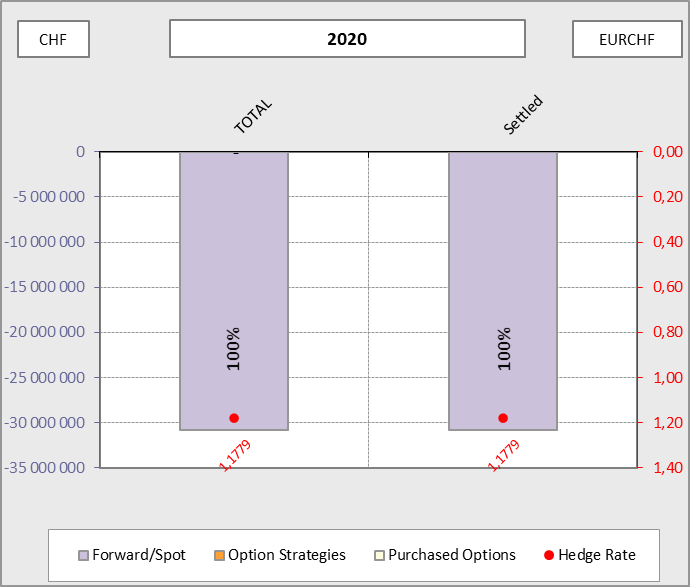 CHF
2020
EURCHF
TOTAL
Settled
0
-5 000 000
-10 000 000
-15 000 000
-20 000 000
-25 000 000
-30 000 000
-35 000 000
100%
100%
1,1779
1,1779
0,00
0,20
0,40
0,60
0,80
1,00
1,20
1,40
Forward/Spot Option Strategies Purchased Options Hedge Rate